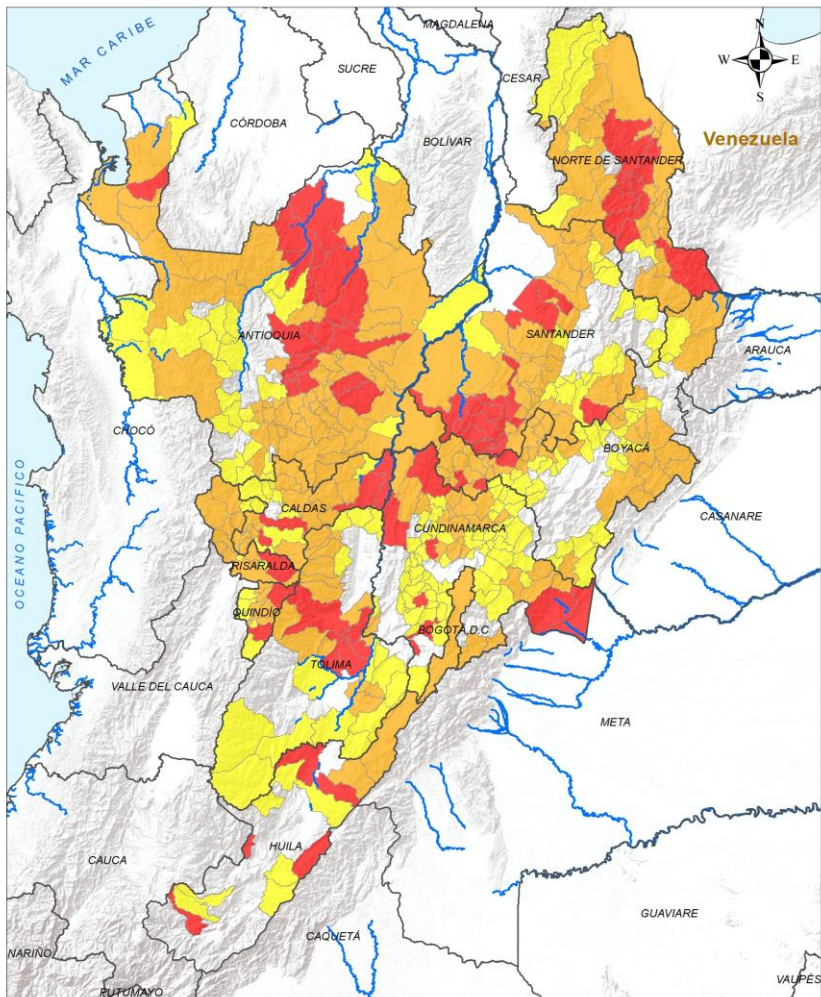 MAGDALENA
MAR CARIBE
N
W
E
S
SUCRE
CESAR
CÓRDOBA
BOLÍVAR
Venezuela
NORTE DE SANTANDER
ANTIOQUIA
SANTANDER
ARAUCA
CHOCÓ
BOYACÁ
OCEANO PACIFICO
CALDAS
CUNDINAMARCA
CASANARE
RISARALDA
QUINDÍO
BOGOTÁ, D.C
TOLIMA
VALLE DEL CAUCA
META
HUILA
CAUCA
GUAVIARE
CAQUETÁ
NARIÑO
PUTUMAYO
VAUPÉS